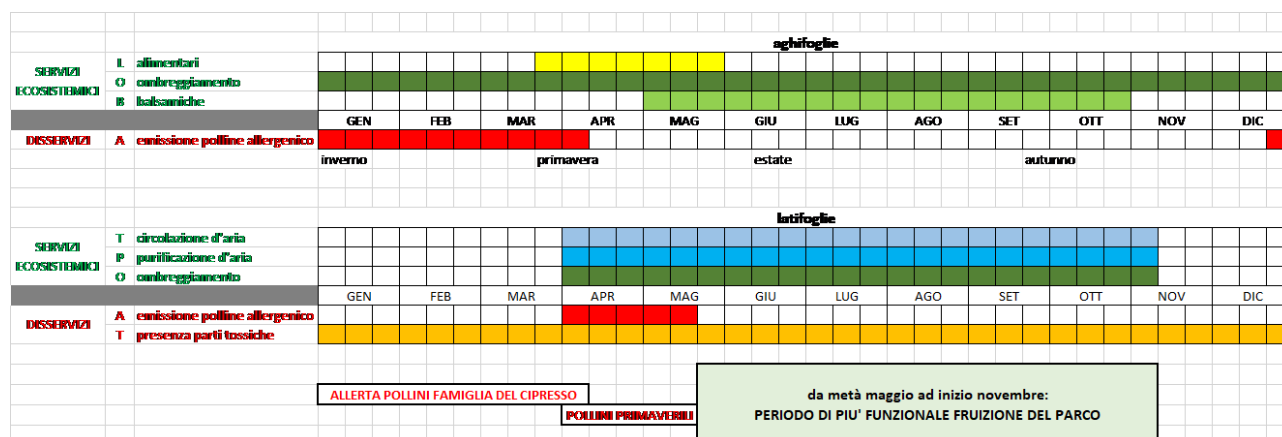 aghifoglie
SERVIZI ECOSISTEMICI
L alimentari
O ombreggiamento
B balsamiche
GEN FEB MAR APR MAG GIU LUG AGO SET OTT NOV DIC
DISSERVIZI A emissione polline allergenico
inverno primavera estate autunno
latifoglie
SERVIZI ECOSISTEMICI
T circolazione d'aria
P purificazione d'aria
O ombreggiamento
GEN FEB MAR APR MAG GIU LUG AGO SET OTT NOV DIC
DISSERVIZI
A emissione polline allergenico
T presenza parti tossiche
ALLERTA POLLINI FAMIGLIA DEL CIPRESSO
POLLINI PRIMAVERILI
da metà maggio ad inizio novembre:
PERIODO DI PIU' FUNZIONALE FRUIZIONE DEL PARCO